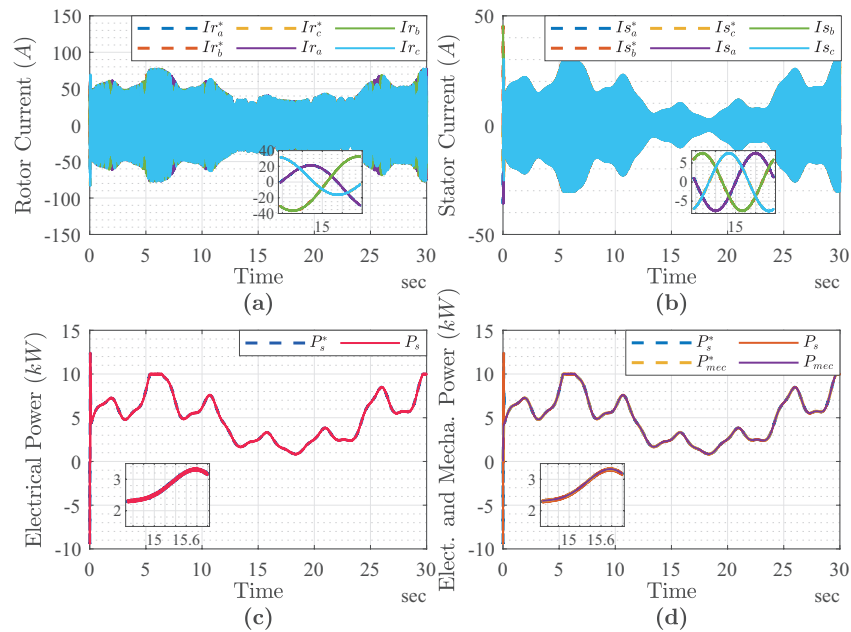 Rotor Current (A)
150
100
50
0
-50
-100
-150
Ir*a Ir*c Irb
Ir*b Ira Irc
40
20
0
-20
-40
15
0 5 10 15 20 25 30
Time
sec
(a)
Stator Current (A)
50
0
-50
Is*a Is*c Isb
Is*b Isa Isc
5
0
-5
15
0 5 10 15 20 25 30
Time
sec
(b)
Electrical Power (kW)
15
10
5
0
-5
-10
P*s Ps
3
2
15 15.6
0 5 10 15 20 25 30
Time
sec
(c)
Elect. and Mecha. Power (kW)
15
10
5
0
-5
-10
P*s Ps
P*mec Pmec
3
2
15 15.6
0 5 10 15 20 25 30
Time
sec
(d)